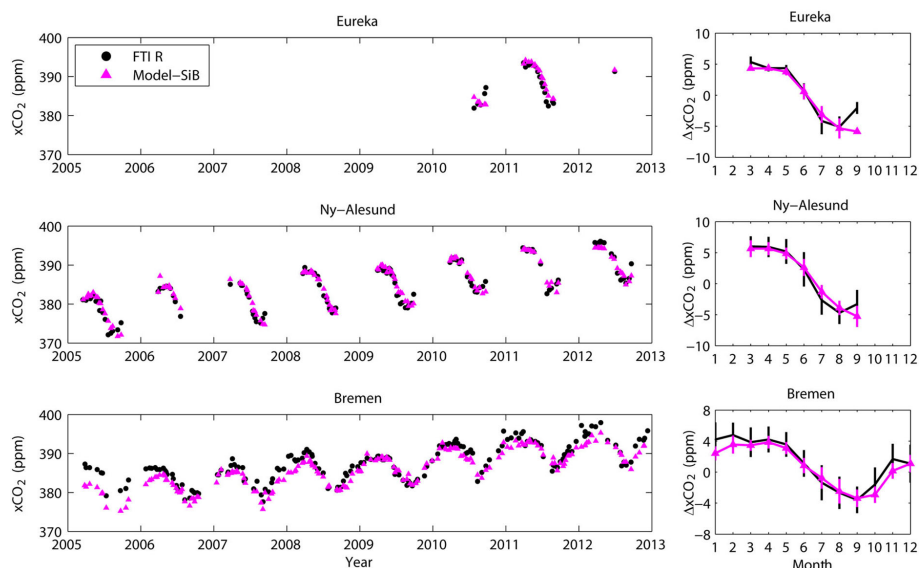 Eureka
400
390
380
370
xCO2 (ppm)
FTI R
Model−SiB
2005 2006 2007 2008 2009 2010 2011 2012 2013
Eureka
10
5
0
−5
−10
ΔxCO2 (ppm)
1 2 3 4 5 6 7 8 9 10 11 12
Ny−Alesund
400
390
380
370
xCO2 (ppm)
2005 2006 2007 2008 2009 2010 2011 2012 2013
Ny−Alesund
10
5
0
−5
−10
ΔxCO2 (ppm)
1 2 3 4 5 6 7 8 9 10 11 12
Bremen
400
390
380
370
xCO2 (ppm)
2005 2006 2007 2008 2009 2010 2011 2012 2013
Year
Bremen
8
4
0
−4
−8
ΔxCO2 (ppm)
1 2 3 4 5 6 7 8 9 10 11 12
Month